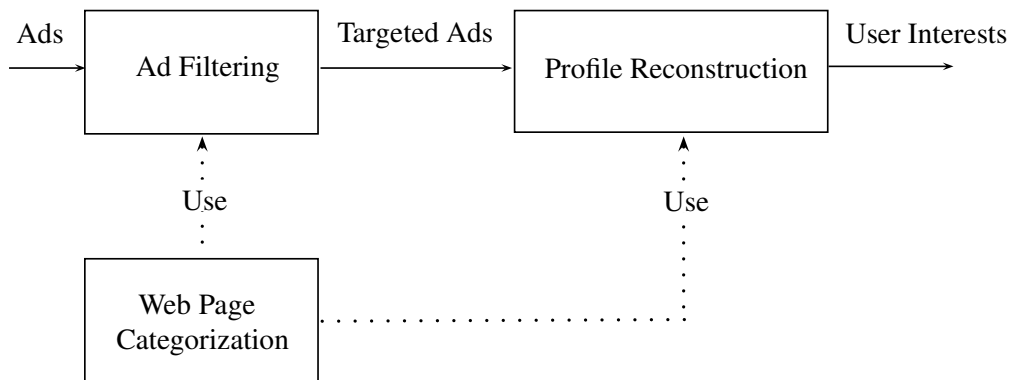 Ads
Ad Filtering
Targeted Ads
Profile Reconstruction
User Interests
Use
Use
Web Page
Categorization